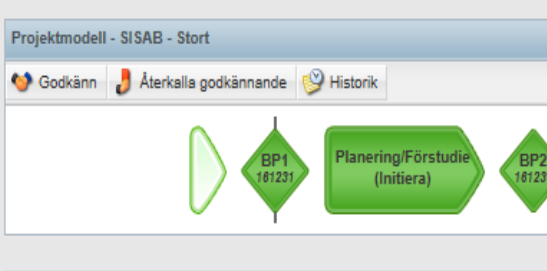 Projektmodell - SISAB - Stort
Godkänn Återkalla godkännande Historik
BP1
161231
Planering/Förstudie
(Initiera)
BP2